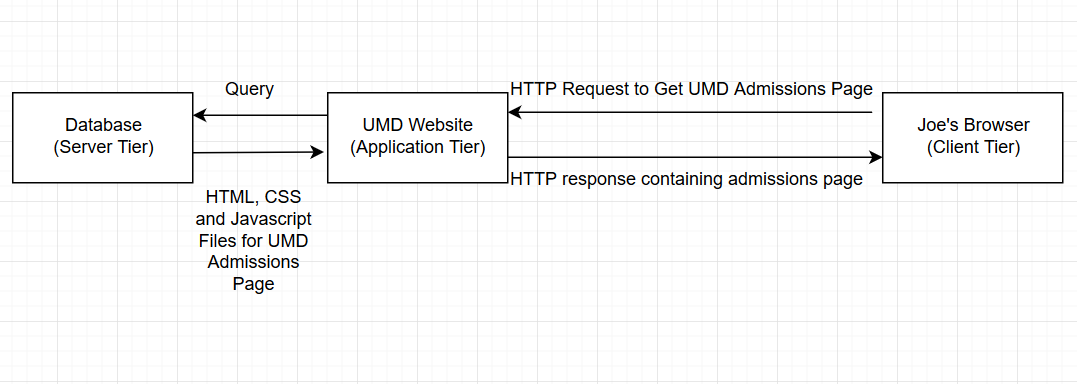 Query
HTTP Request to Get UMD Admissions Page
Database
(Server Tier)
UMD Website
(Application Tier)
Joe's Browser
(Client Tier)
HTTP response containing admissions page
HTML, CSS
and Javascript
Files for UMD
Admissions
Page